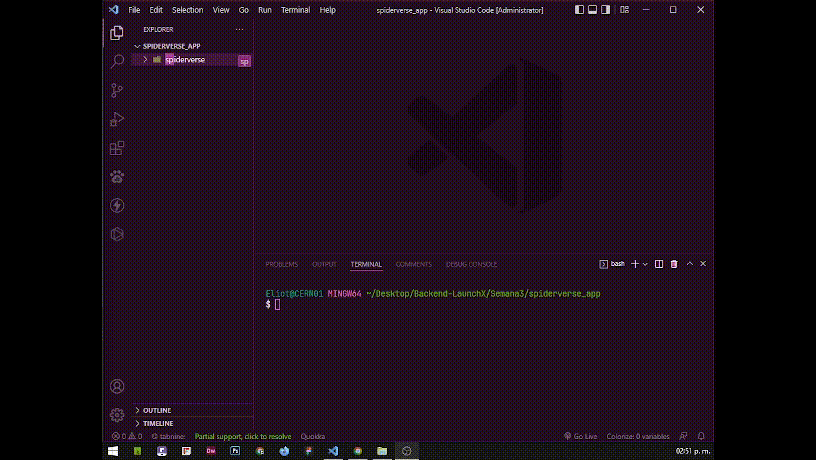 File Edit Selection View Go Run Terminal Help
spiderverse_app - Visual Studio Code [Administrator]
EXPLORER
SPIDERVERSE_APP
spiderverse
sp
PROBLEMS OUTPUT TERMINAL COMMENTS DEBUG CONSOLE
bash
Eliot@CERN01 MINGW64 ~/Desktop/Backend-LaunchX/Semana3/spiderverse_app
$
OUTLINE
TIMELINE
0 0 tabnine: Partial support, click to resolve Quokka Go Live Colorize: 0 variables
Dw Ps
02:51 p. m.